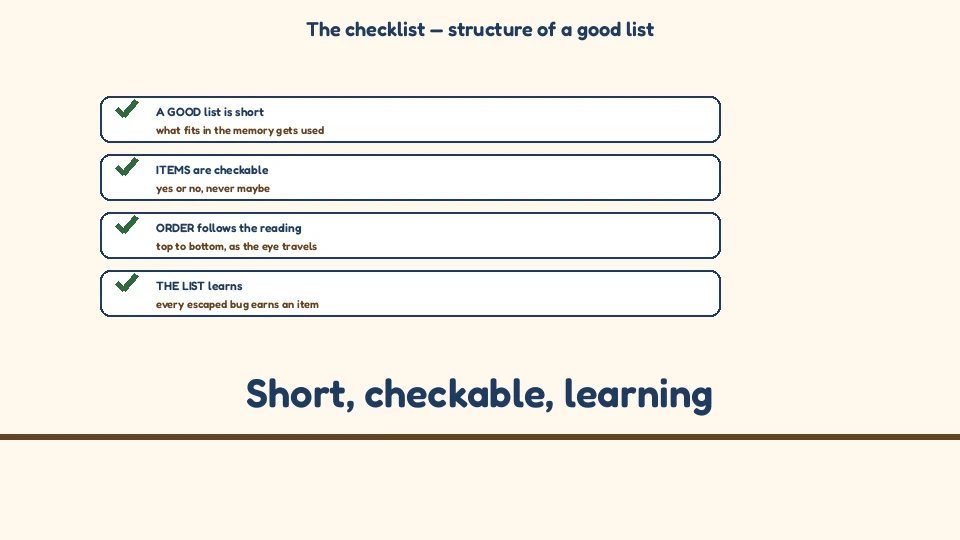 The checklist — structure of a good list
A GOOD list is short
what fits in the memory gets used
ITEMS are checkable
yes or no, never maybe
ORDER follows the reading
top to bottom, as the eye travels
THE LIST learns
every escaped bug earns an item
Short, checkable, learning